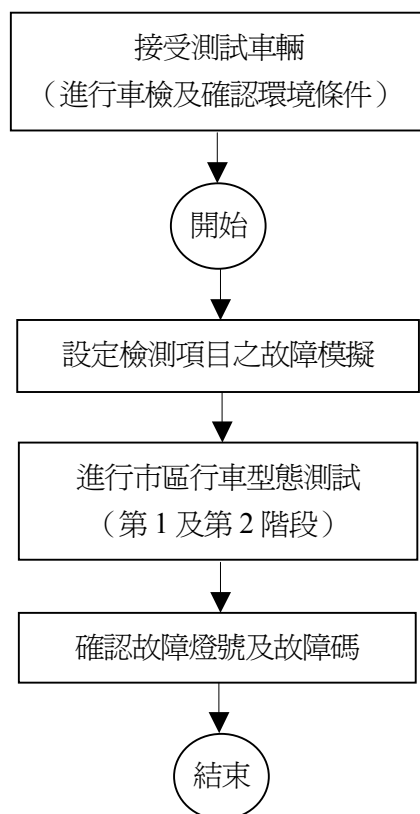 接受測試車輛
（進行車檢及確認環境條件）
開始
設定檢測項目之故障模擬
進行市區行車型態測試
（第 1 及第 2 階段）
確認故障燈號及故障碼
結束